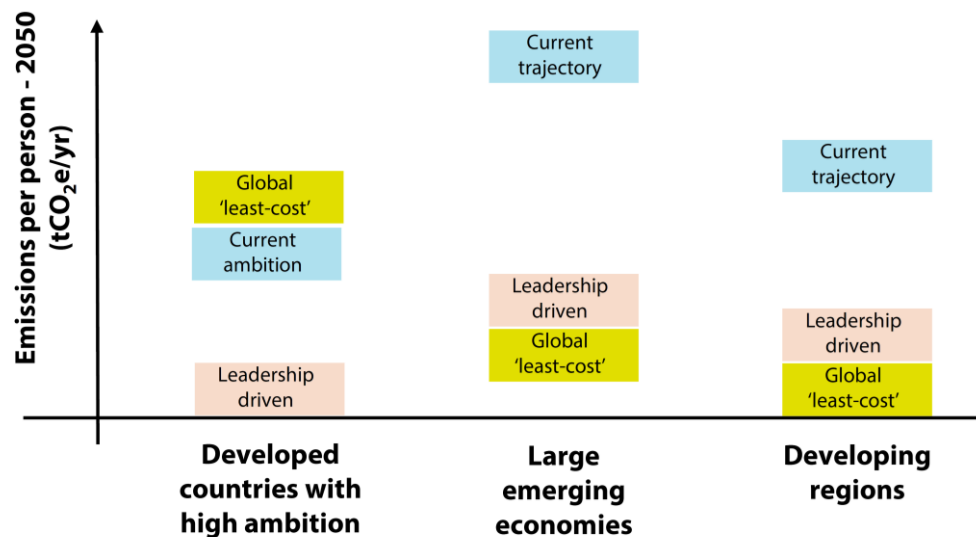 Emissions per person - 2050
(tCO₂e/yr)
Current
trajectory
Current
trajectory
Global
'least-cost'
Current
ambition
Leadership
driven
Leadership
driven
Global
'least-cost'
Leadership
driven
Global
'least-cost'
Developed
countries with
high ambition
Large
emerging
economies
Developing
regions